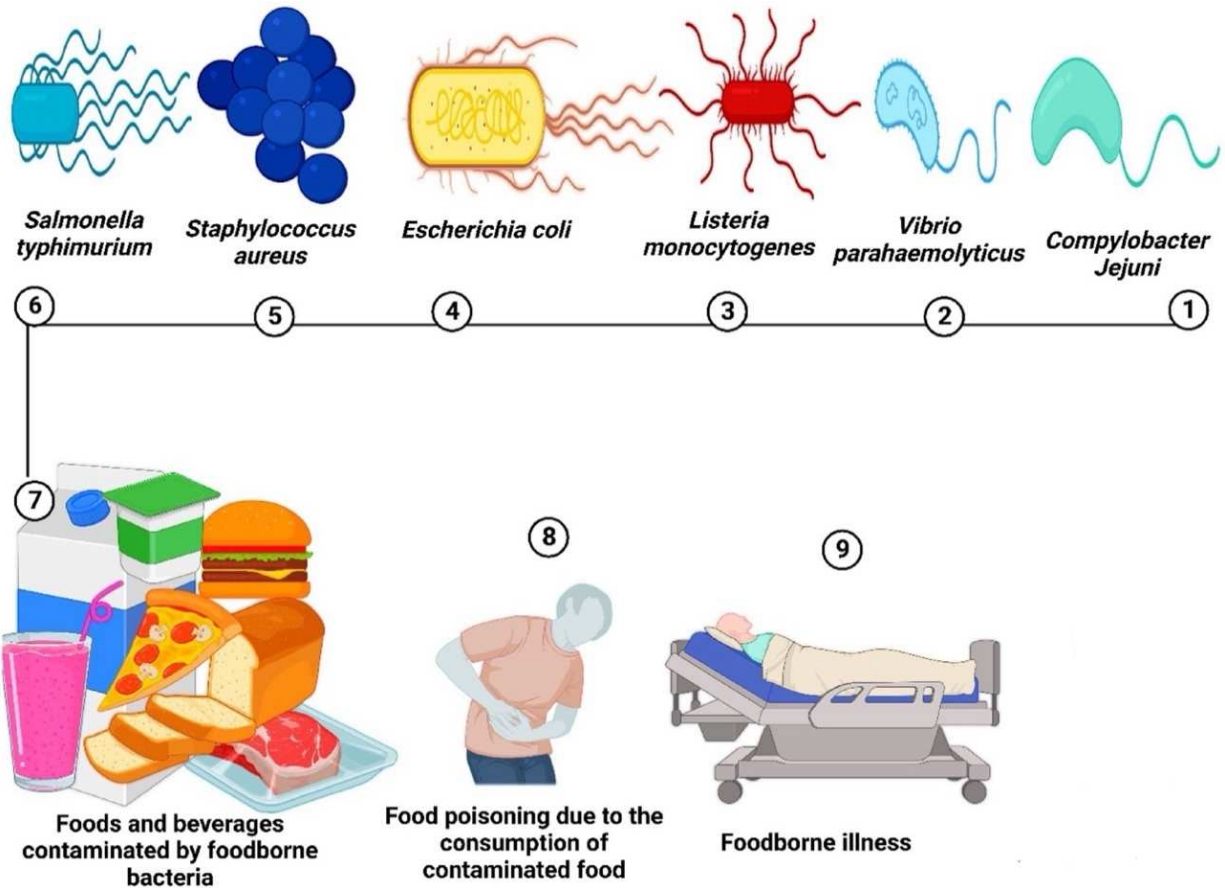 Salmonella
typhimurium
Staphylococcus
aureus
Escherichia coli
Listeria
monocytogenes
Vibrio
parahaemolyticus
Compylobacter
Jejuni
6
5
4
3
2
1
7
8
9
Foods and beverages
contaminated by foodborne
bacteria
Food poisoning due to the
consumption of
contaminated food
Foodborne illness